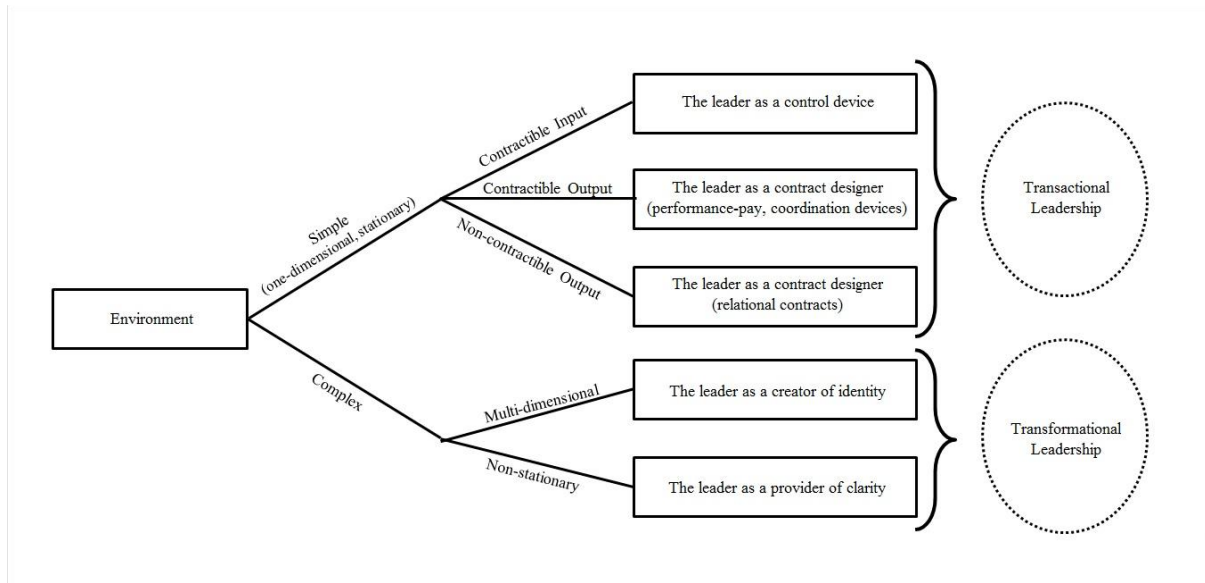 Environment
Simple
(one-dimensional, stationary)
Complex
Contractible Input
Contractible Output
Non-contractible Output
Multi-dimensional
Non-stationary
The leader as a control device
The leader as a contract designer
(performance-pay, coordination devices)
The leader as a contract designer
(relational contracts)
The leader as a creator of identity
The leader as a provider of clarity
Transactional
Leadership
Transformational
Leadership